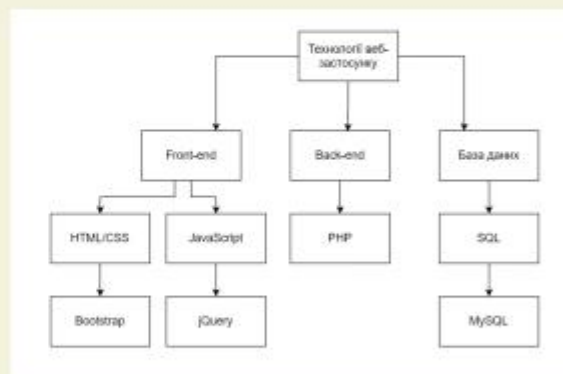 Технології веб-
застосунку
Front-end
Back-end
База даних
HTML/CSS
JavaScript
PHP
SQL
Bootstrap
jQuery
MySQL